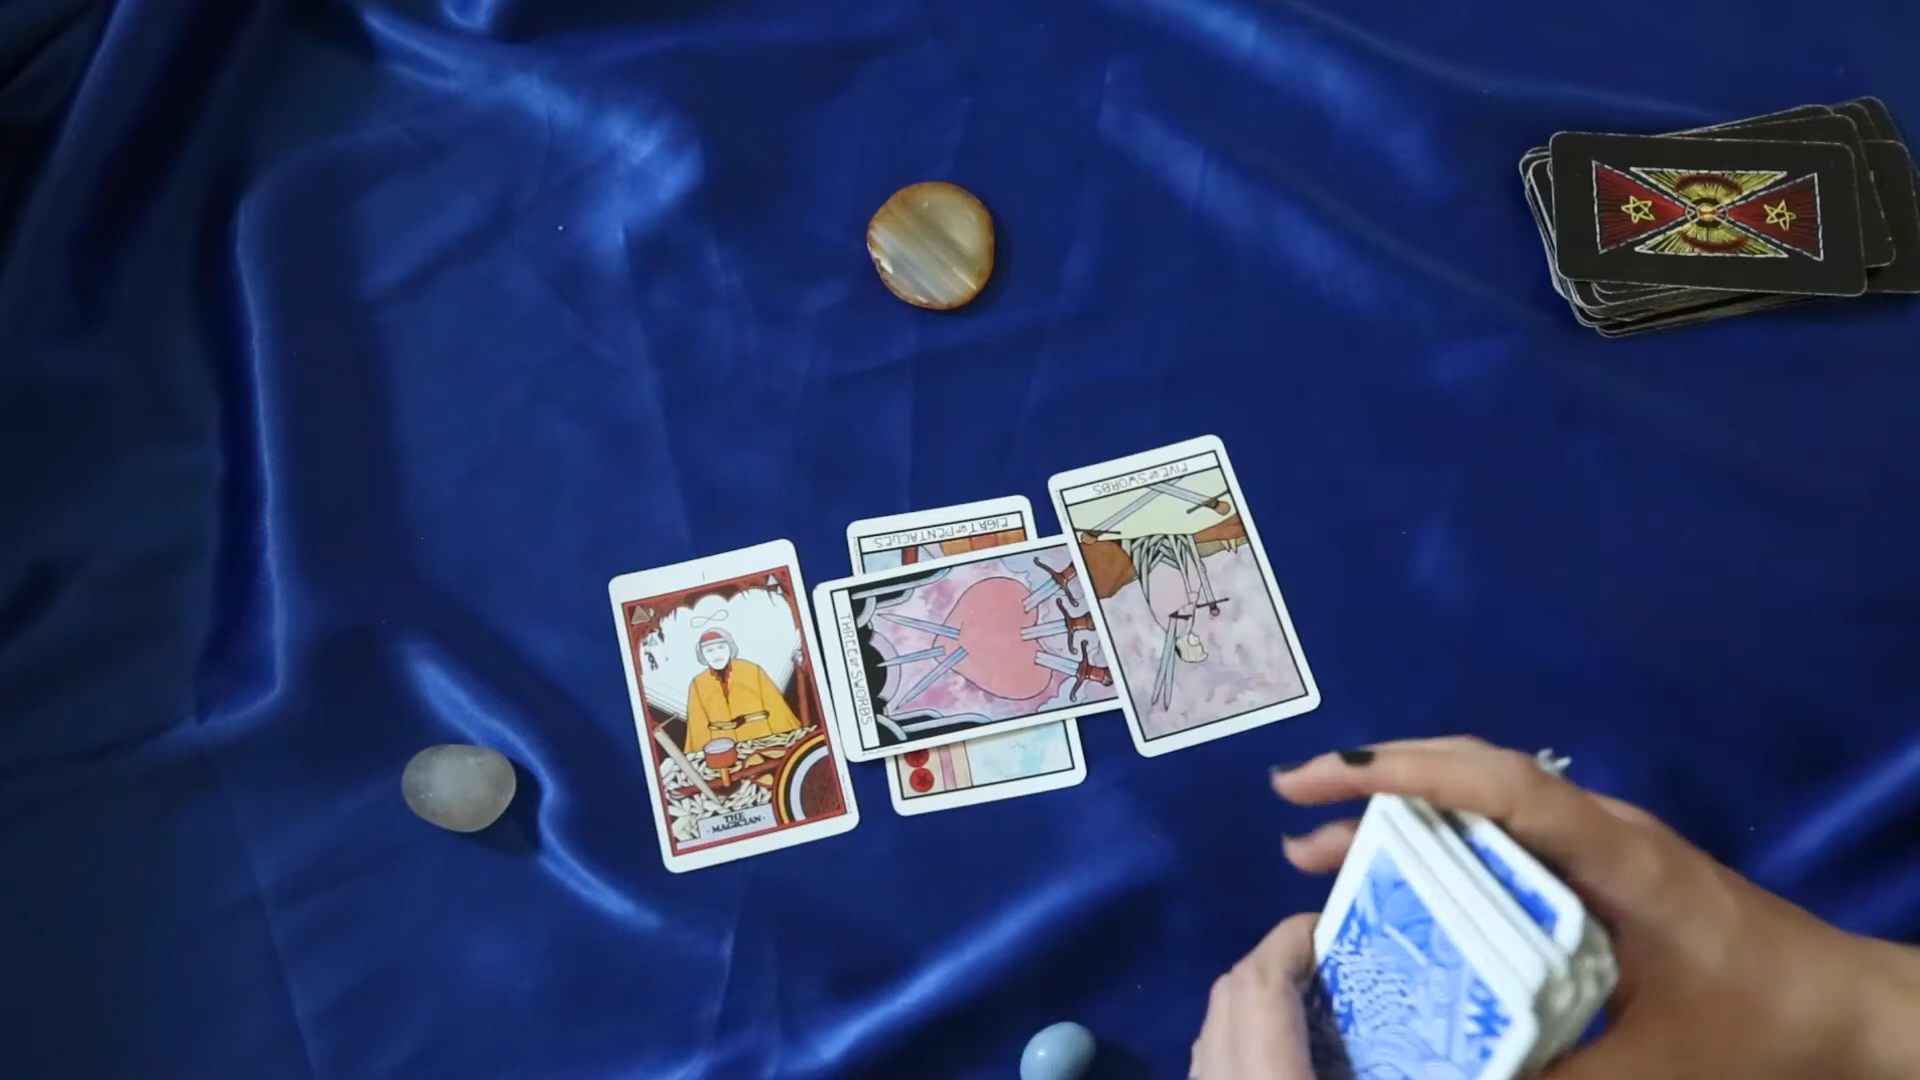 I
THE
MAGICIAN
EIGHT OF PENTACLES
THREE OF SWORDS
FIVE OF SWORDS